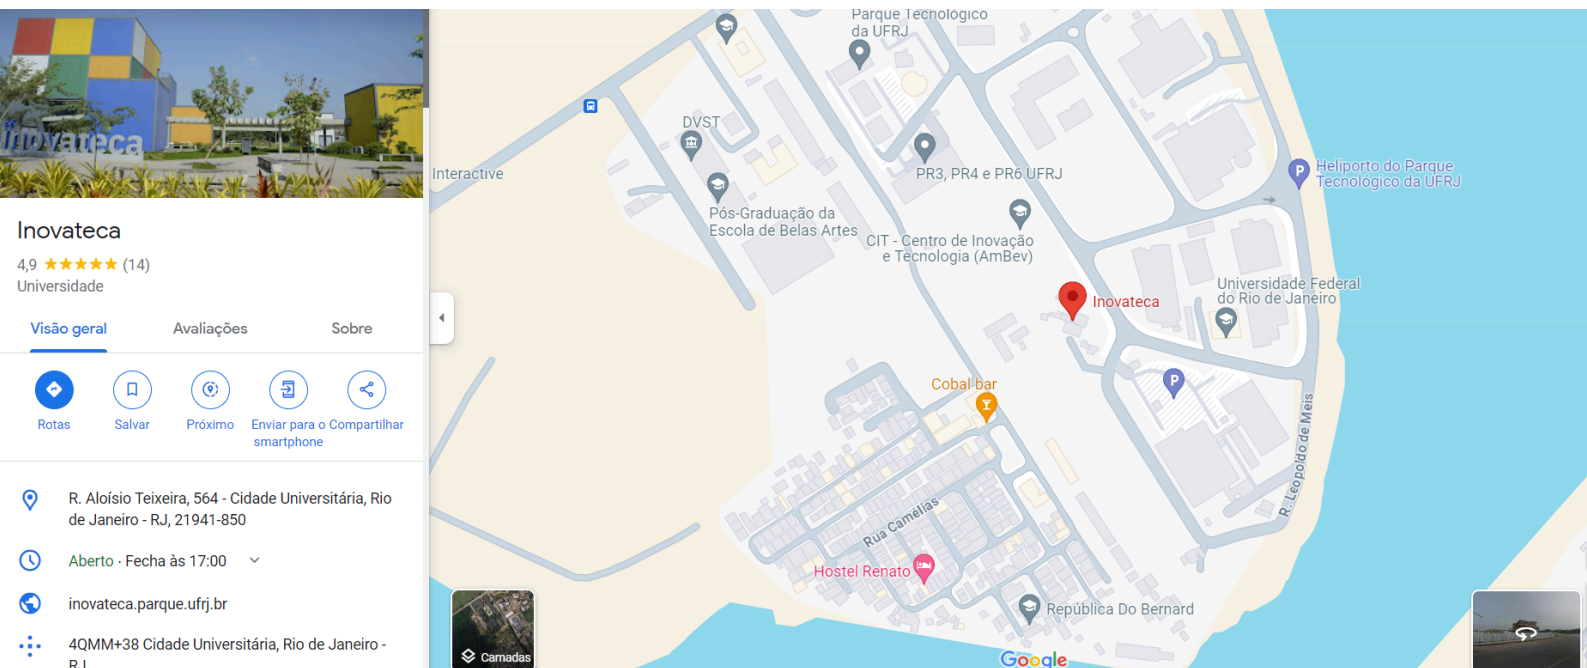 inovateca
Inovateca
4,9 ★★★★★ (14)
Universidade
Visão geral
Avaliações
Sobre
Rotas
Salvar
Próximo
Enviar para o
smartphone
Compartilhar
R. Aloísio Teixeira, 564 - Cidade Universitária, Rio
de Janeiro - RJ, 21941-850
Aberto · Fecha às 17:00
inovateca.parque.ufrj.br
4QMM+38 Cidade Universitária, Rio de Janeiro -
RJ
Parque Tecnológico
da UFRJ
DVST
Interactive
PR3, PR4 e PR6 UFRJ
P
Heliporto do Parque
Tecnológico da UFRJ
Pós-Graduação da
Escola de Belas Artes
CIT - Centro de Inovação
e Tecnologia (AmBev)
Inovateca
Universidade Federal
do Rio de Janeiro
Cobal bar
P
R. Leopoldo de Meis
Rua Camélias
Hostel Renato
República Do Bernard
Camadas
Google